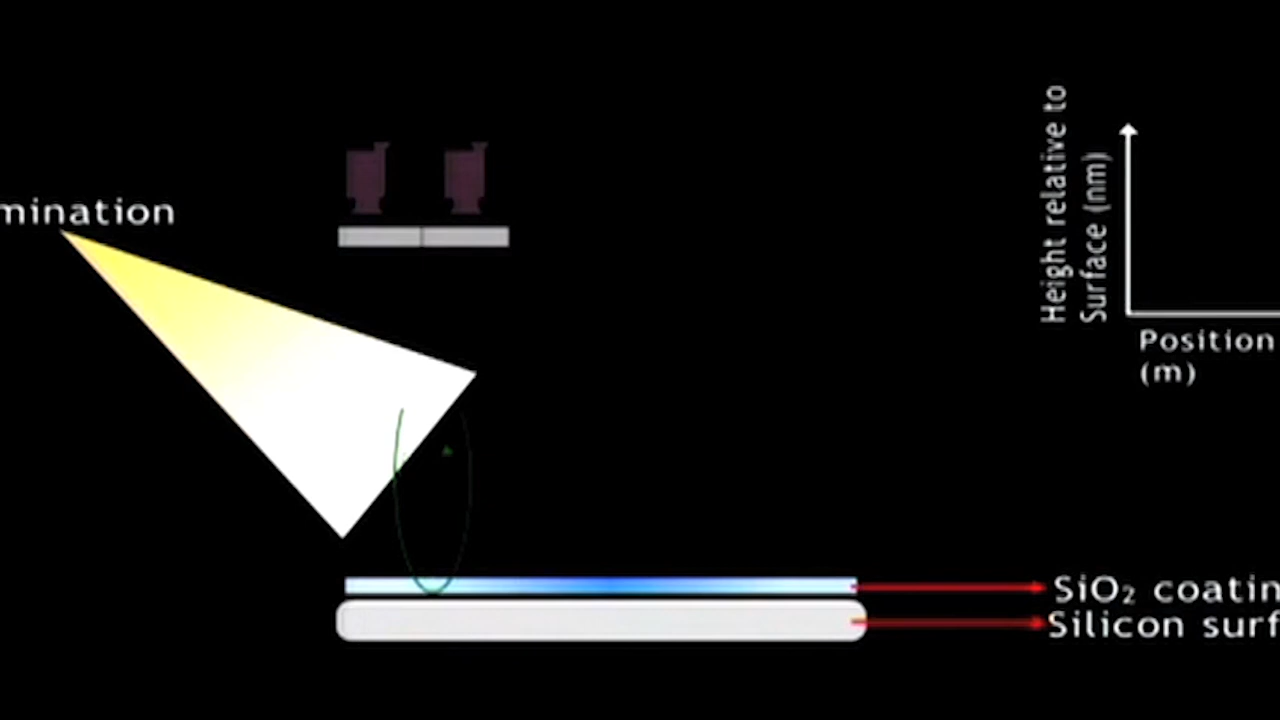 mination
Height relative to
Surface (nm)
Position
(m)
SiO₂ coatin
Silicon surf